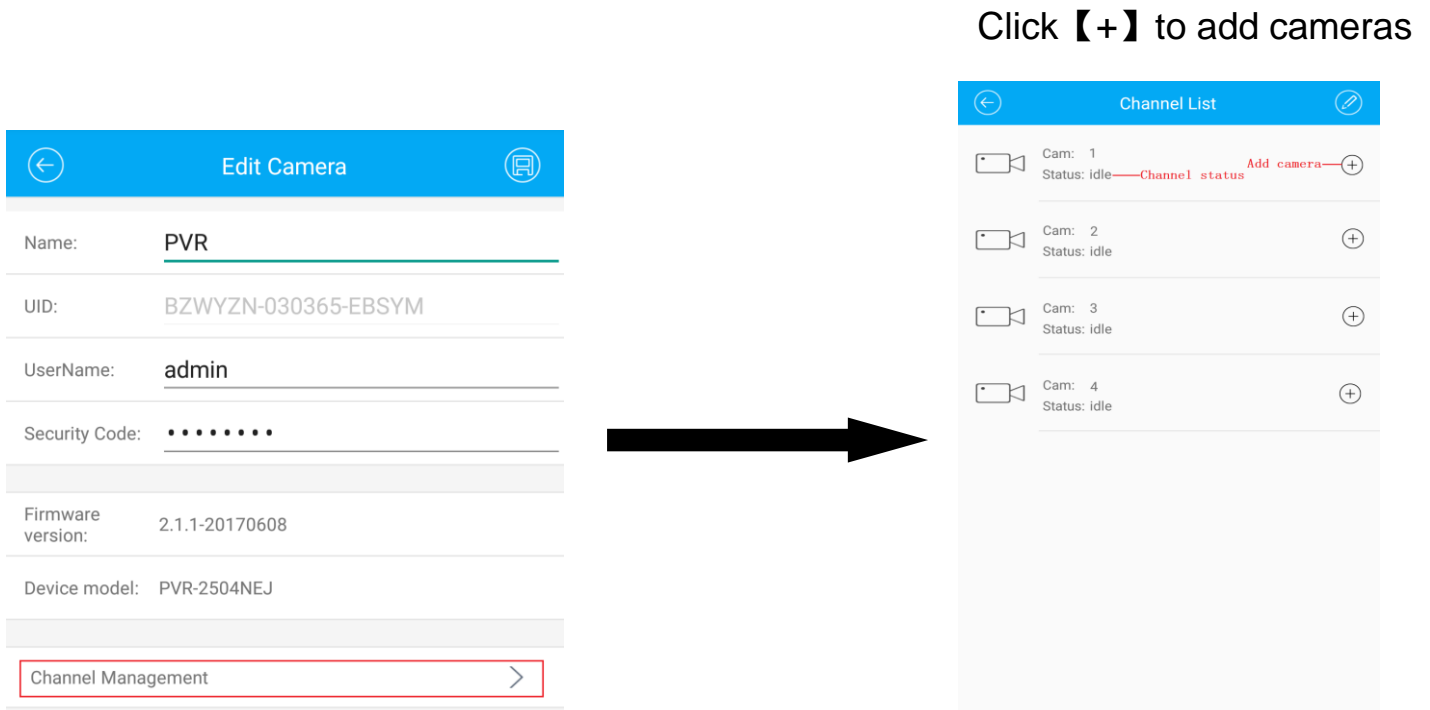 Click【+】to add cameras
Edit Camera
Name: PVR
UID: BZWYZN-030365-EBSYM
UserName: admin
Security Code: ••••••••
Firmware
version: 2.1.1-20170608
Device model: PVR-2504NEJ
Channel Management
Channel List
Cam: 1
Status: idle Channel status Add camera
Cam: 2
Status: idle
Cam: 3
Status: idle
Cam: 4
Status: idle